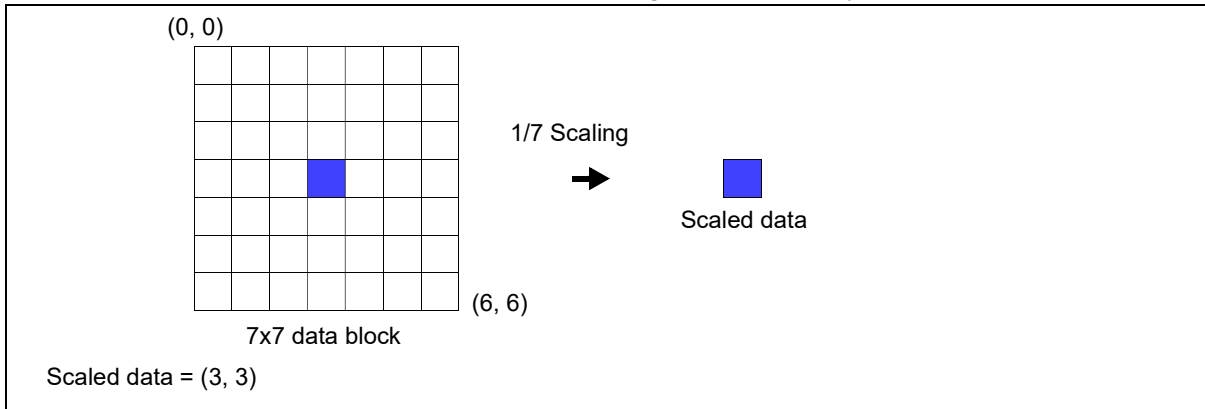 (0, 0)
1/7 Scaling
Scaled data
(6, 6)
7x7 data block
Scaled data = (3, 3)